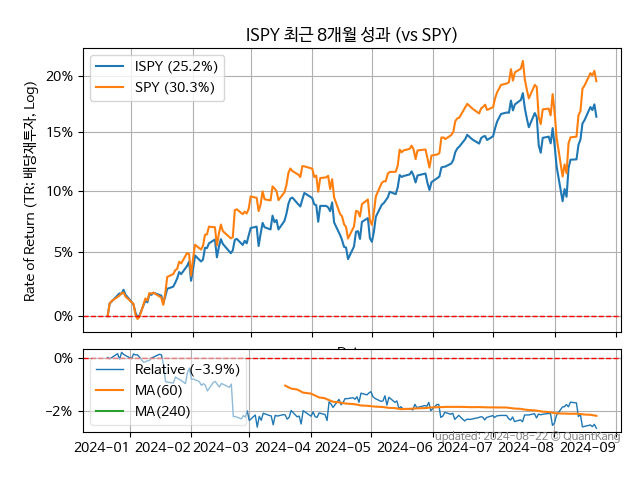 ISPY 최근 8개월 성과 (vs SPY)
ISPY (25.2%)
SPY (30.3%)
Rate of Return (TR: 배당재투자, Log)
20%
15%
10%
5%
0%
Relative (−3.9%)
MA(60)
MA(240)
0%
−2%
2024−01 2024−02 2024−03 2024−04 2024−05 2024−06 2024−07 2024−08 2024−09
updated: 2024-08-22 © QuantKang